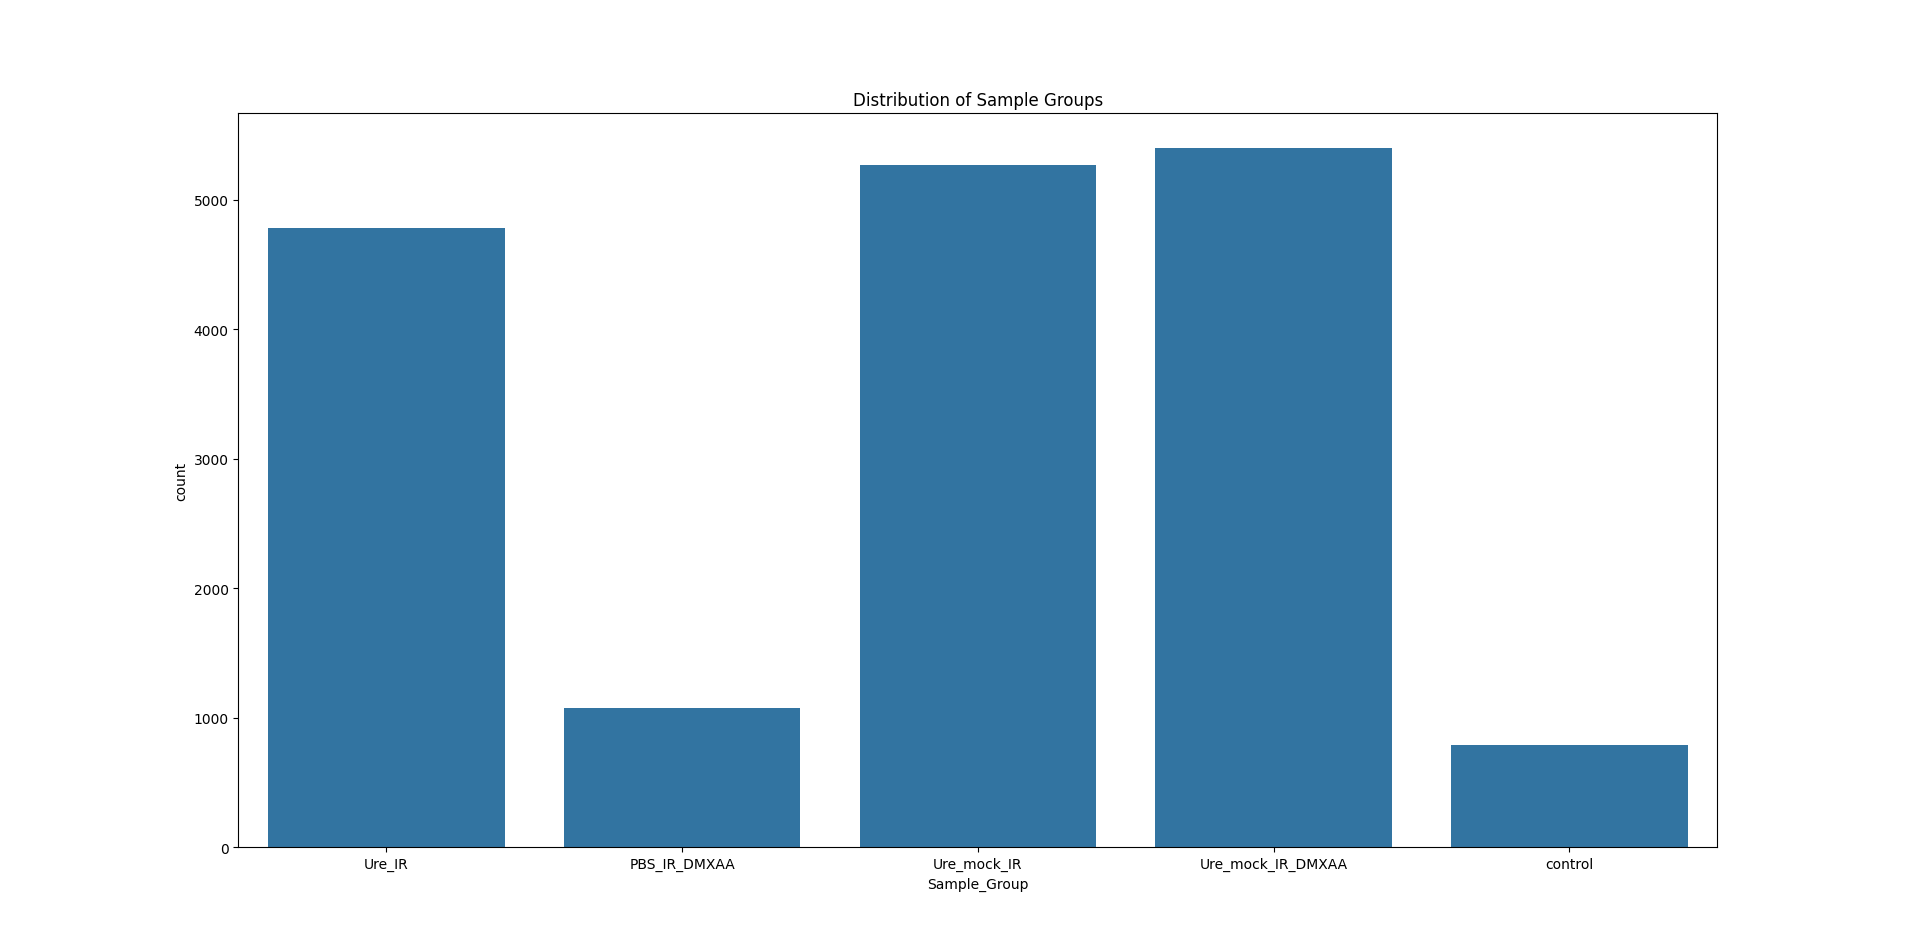 Distribution of Sample Groups
5000
4000
3000
2000
1000
0
count
Ure_IR
PBS_IR_DMXAA
Ure_mock_IR
Ure_mock_IR_DMXAA
control
Sample_Group